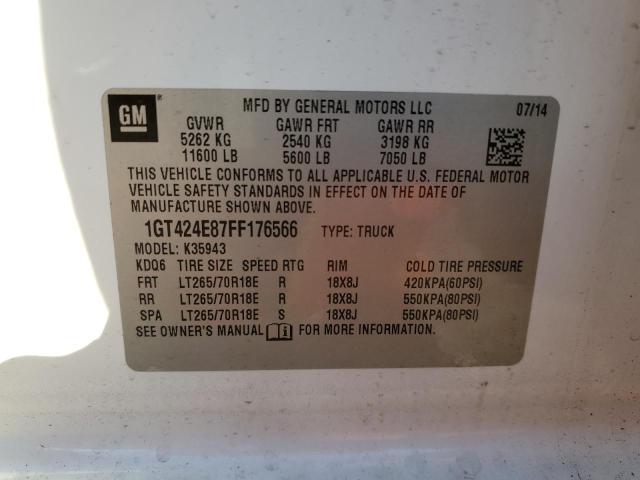 GM ® MFD BY GENERAL MOTORS LLC 07/14
GVWR GAWR FRT GAWR RR
5262 KG 2540 KG 3198 KG
11600 LB 5600 LB 7050 LB
THIS VEHICLE CONFORMS TO ALL APPLICABLE U.S. FEDERAL MOTOR
VEHICLE SAFETY STANDARDS IN EFFECT ON THE DATE OF
MANUFACTURE SHOWN ABOVE.
1GT424E87FF176566 TYPE: TRUCK
MODEL: K35943
KDQ6 TIRE SIZE SPEED RTG RIM COLD TIRE PRESSURE
FRT LT265/70R18E R 18X8J 420KPA(60PSI)
RR LT265/70R18E R 18X8J 550KPA(80PSI)
SPA LT265/70R18E S 18X8J 550KPA(80PSI)
SEE OWNER'S MANUAL FOR MORE INFORMATION.